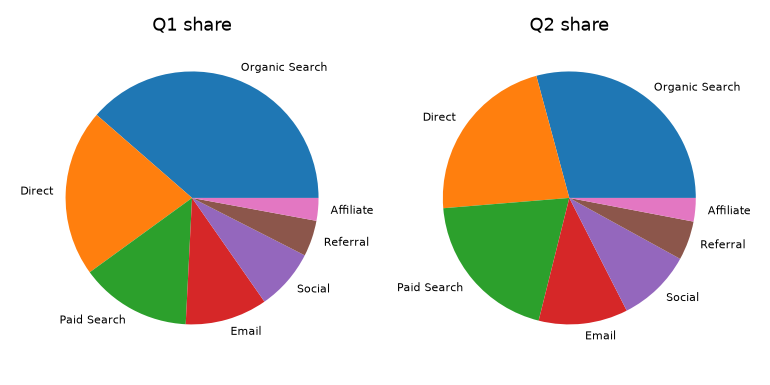 Q1 share
Organic Search
Direct
Paid Search
Email
Social
Referral
Affiliate
Q2 share
Organic Search
Direct
Paid Search
Email
Social
Referral
Affiliate